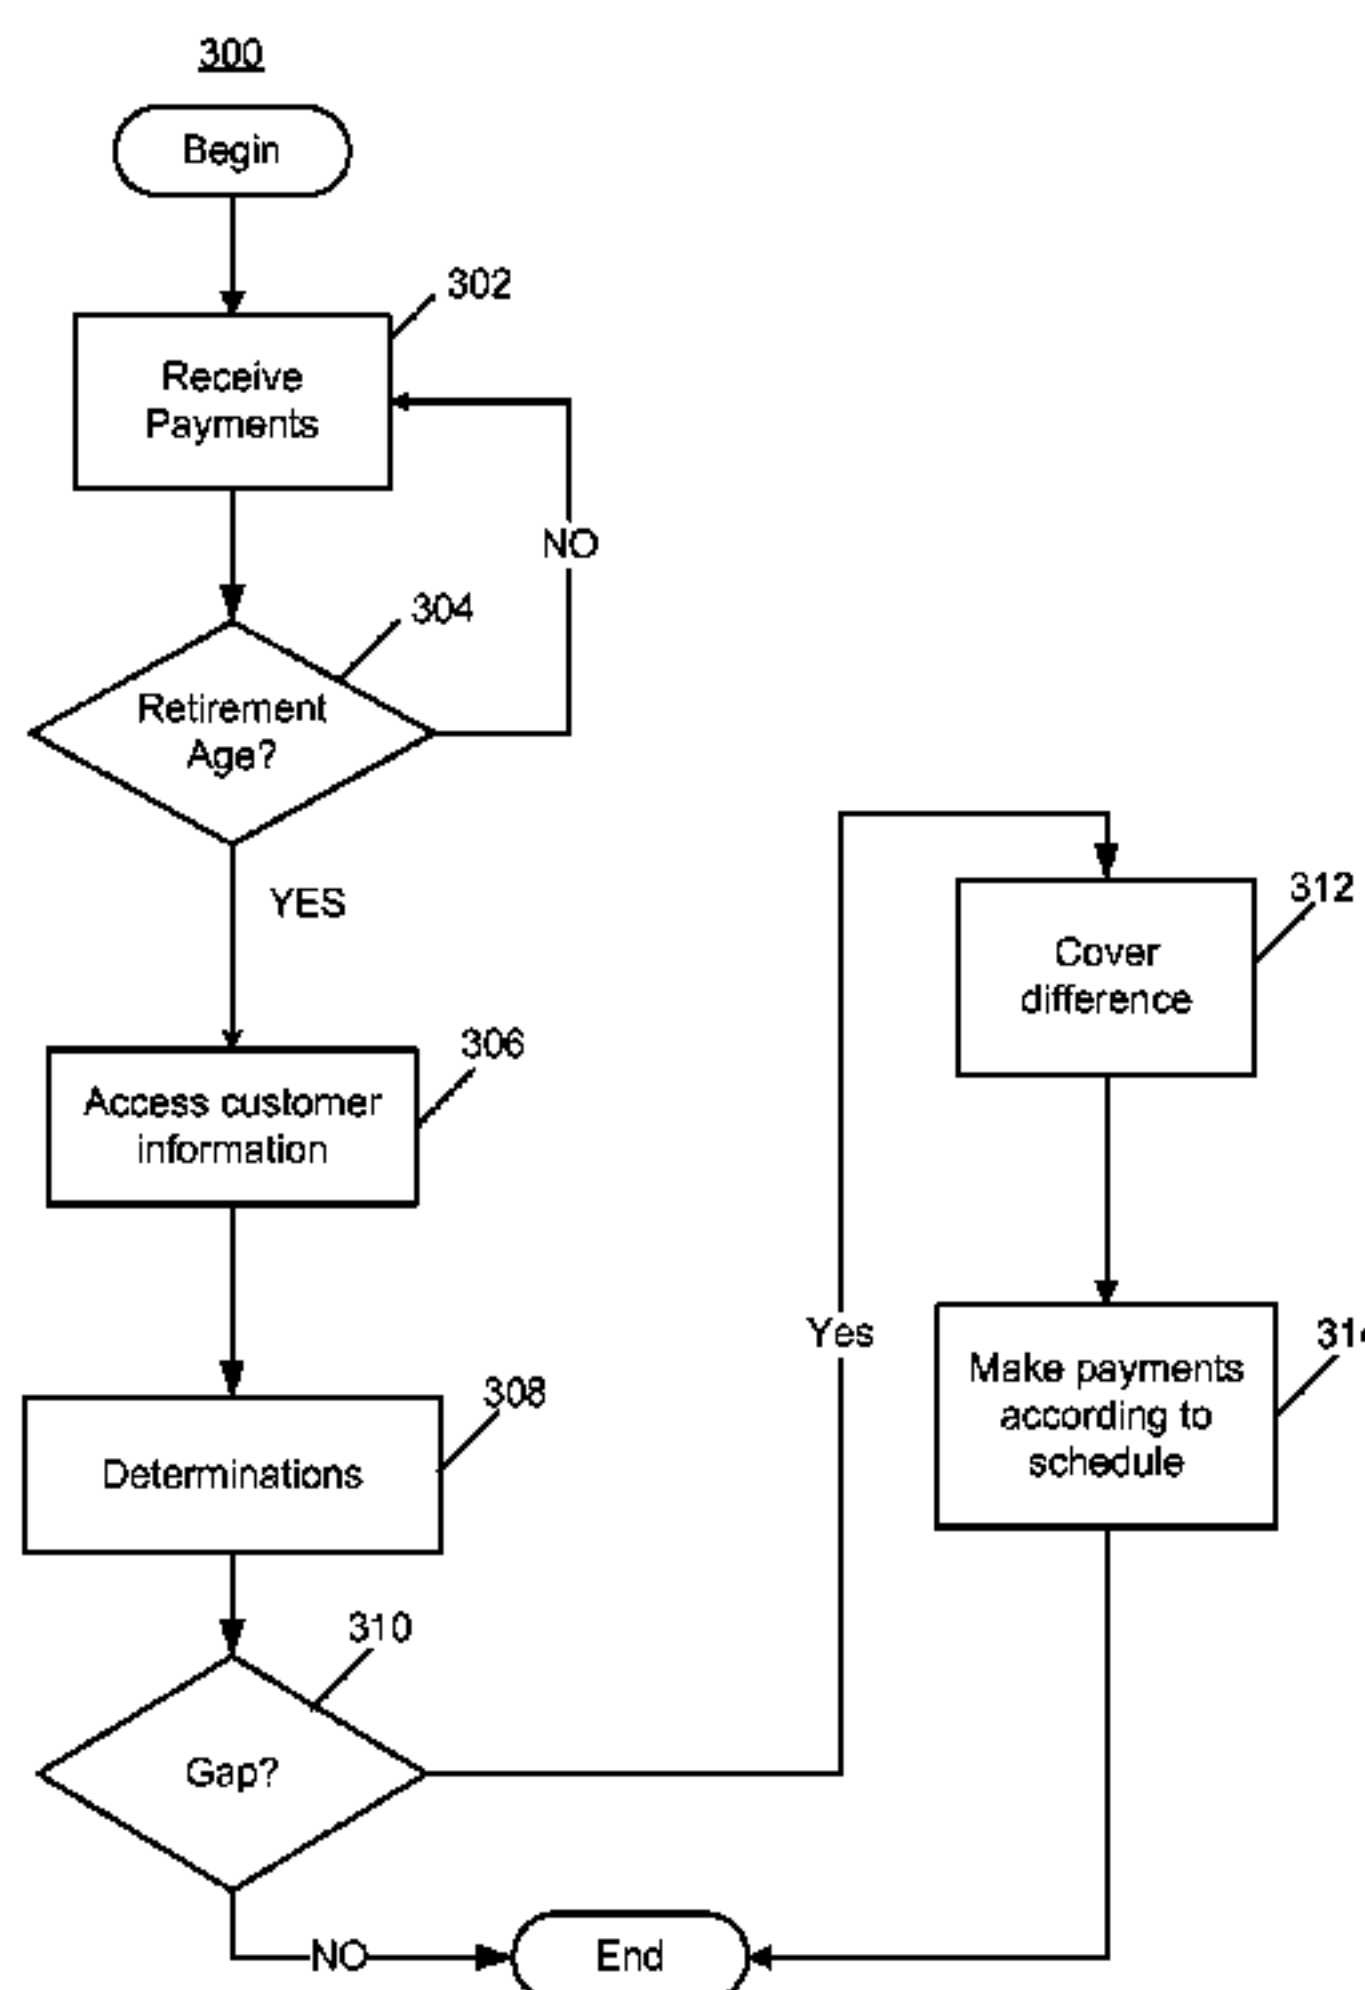 300
Begin
302
Receive
Payments
NO
304
Retirement
Age?
YES
312
Cover
difference
306
Access customer
information
Yes
Make payments
according to
schedule
308
Determinations
310
Gap?
NO
End